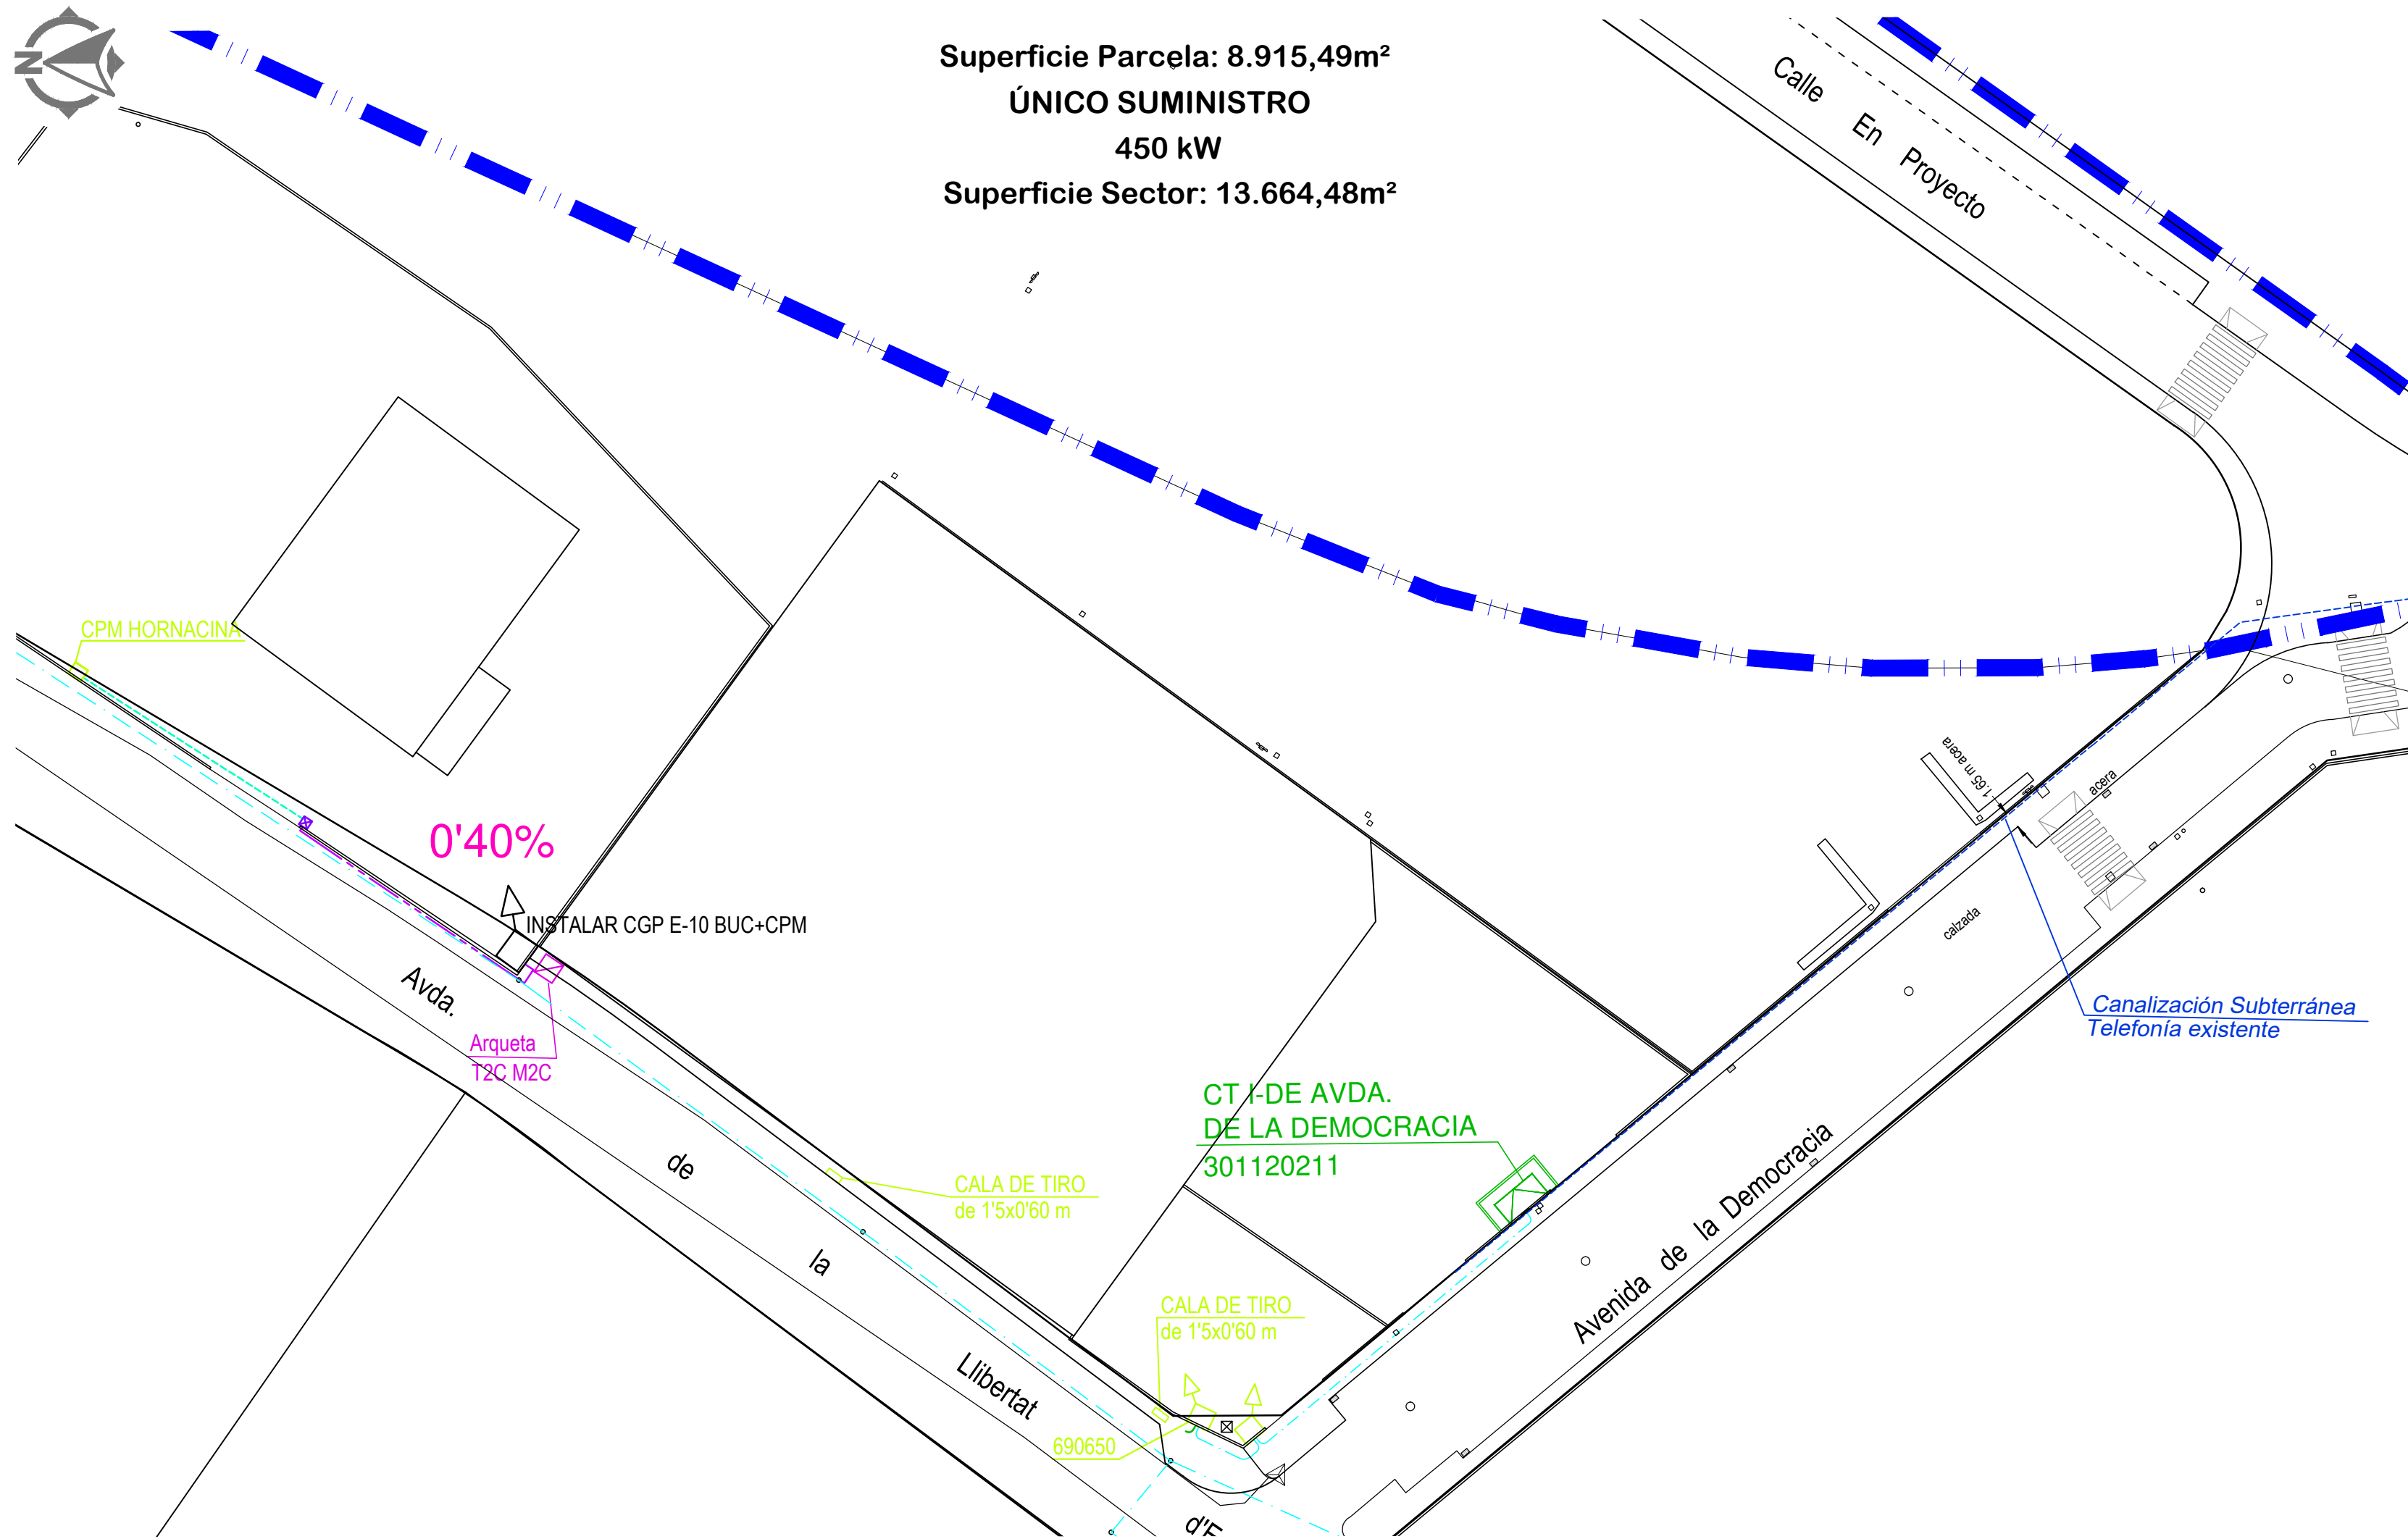 N
Superficie Parcela: 8.915,49m²
ÚNICO SUMINISTRO
450 kW
Superficie Sector: 13.664,48m²
Calle En Proyecto
CPM HORNACINA
0'40%
INSTALAR CGP E-10 BUC+CPM
Arqueta
T2C M2C
Avda. de la Llibertat d'E
CALA DE TIRO
de 1'5x0'60 m
CALA DE TIRO
de 1'5x0'60 m
690650
CT I-DE AVDA.
DE LA DEMOCRACIA
301120211
1.65 m acera
acera
calzada
Canalización Subterránea
Telefonía existente
Avenida de la Democracia